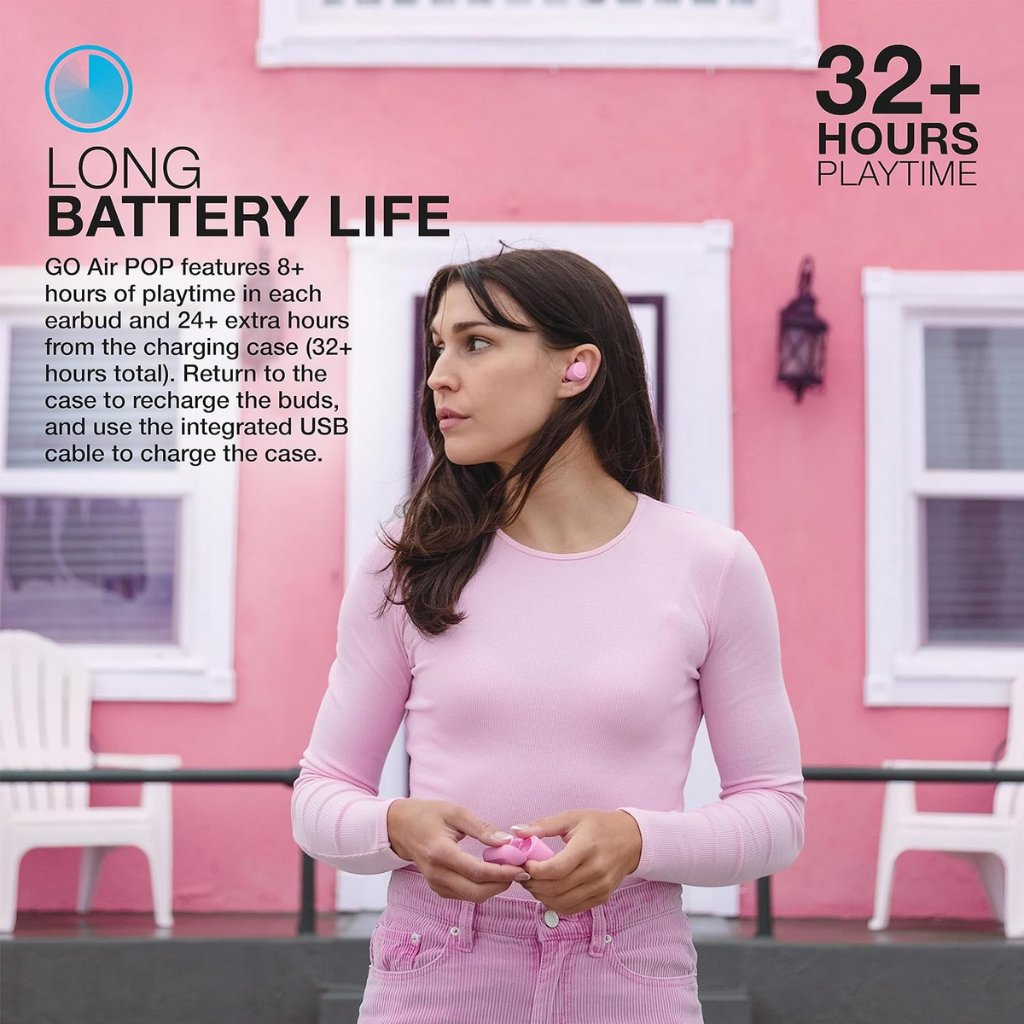 LONG
BATTERY LIFE
GO Air POP features 8+
hours of playtime in each
earbud and 24+ extra hours
from the charging case (32+
hours total). Return to the
case to recharge the buds,
and use the integrated USB
cable to charge the case.
32+
HOURS
PLAYTIME